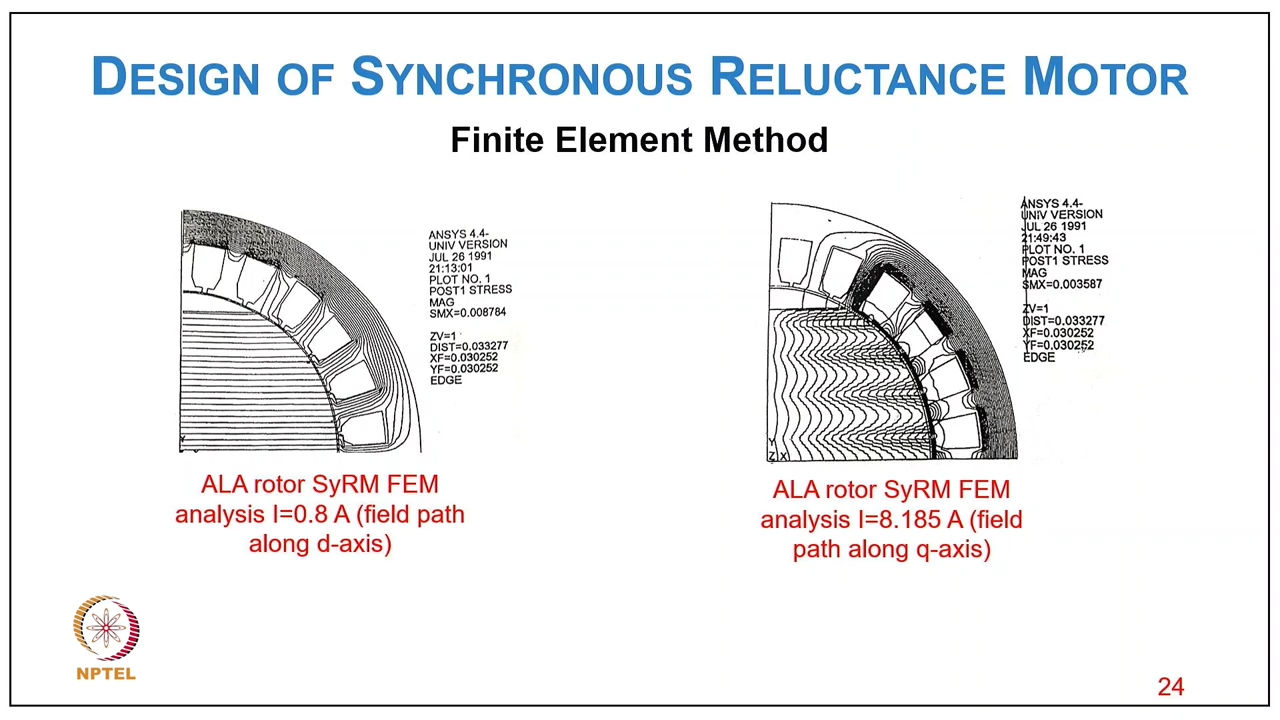 DESIGN OF SYNCHRONOUS RELUCTANCE MOTOR
Finite Element Method
ANSYS 4.4-
UNIV VERSION
JUL 26 1991
21:13:01
PLOT NO. 1
POST1 STRESS
MAG
SMX=0.008784
ZV=1
DIST=0.033277
XF=0.030252
YF=0.030252
EDGE
Y
ALA rotor SyRM FEM
analysis I=0.8 A (field path
along d-axis)
ANSYS 4.4-
UNIV VERSION
JUL 26 1991
21:49:43
PLOT NO. 1
POST1 STRESS
MAG
SMX=0.003587
ZV=1
DIST=0.033277
XF=0.030252
YF=0.030252
EDGE
Y
Z X
ALA rotor SyRM FEM
analysis I=8.185 A (field
path along q-axis)
NPTEL
24